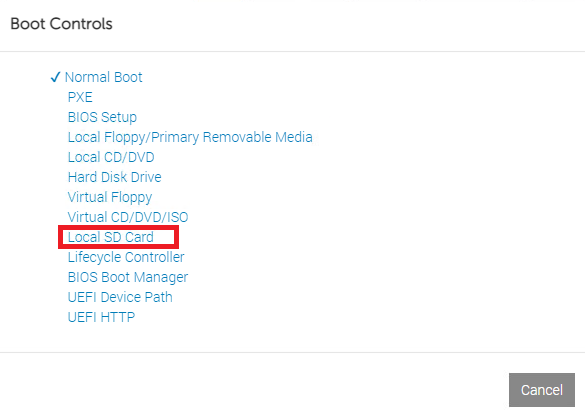 Boot Controls
✓ Normal Boot
PXE
BIOS Setup
Local Floppy/Primary Removable Media
Local CD/DVD
Hard Disk Drive
Virtual Floppy
Virtual CD/DVD/ISO
Local SD Card
Lifecycle Controller
BIOS Boot Manager
UEFI Device Path
UEFI HTTP
Cancel